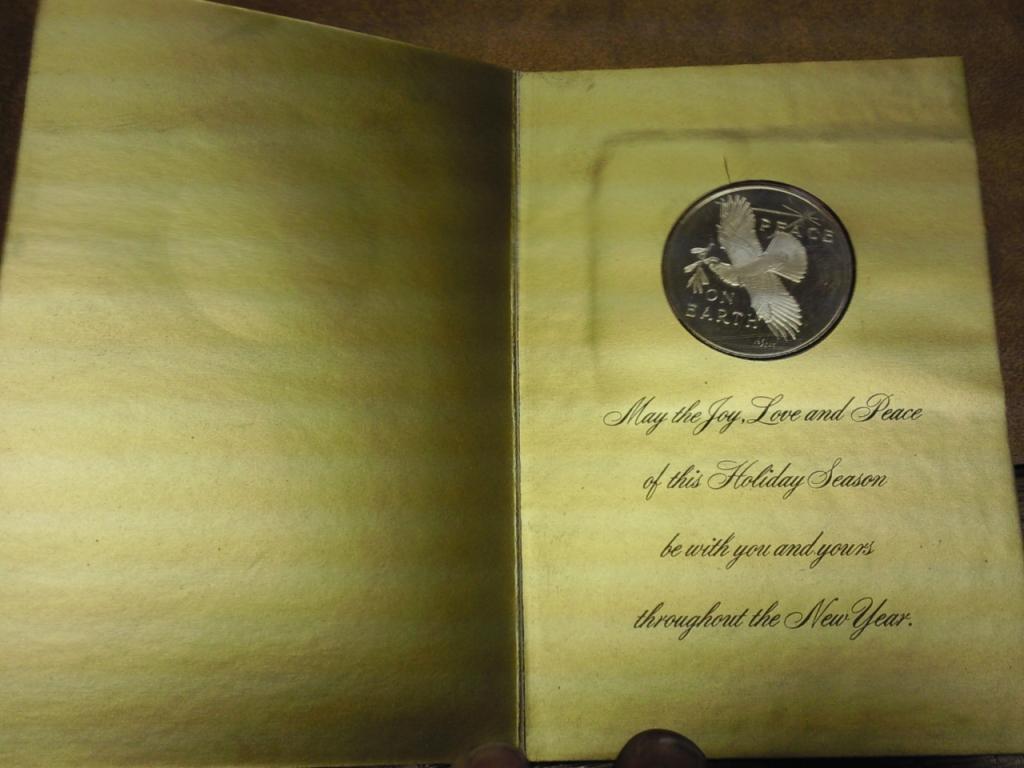 PEACE
ON
EARTH
May the Joy, Love and Peace
of this Holiday Season
be with you and yours
throughout the New Year.